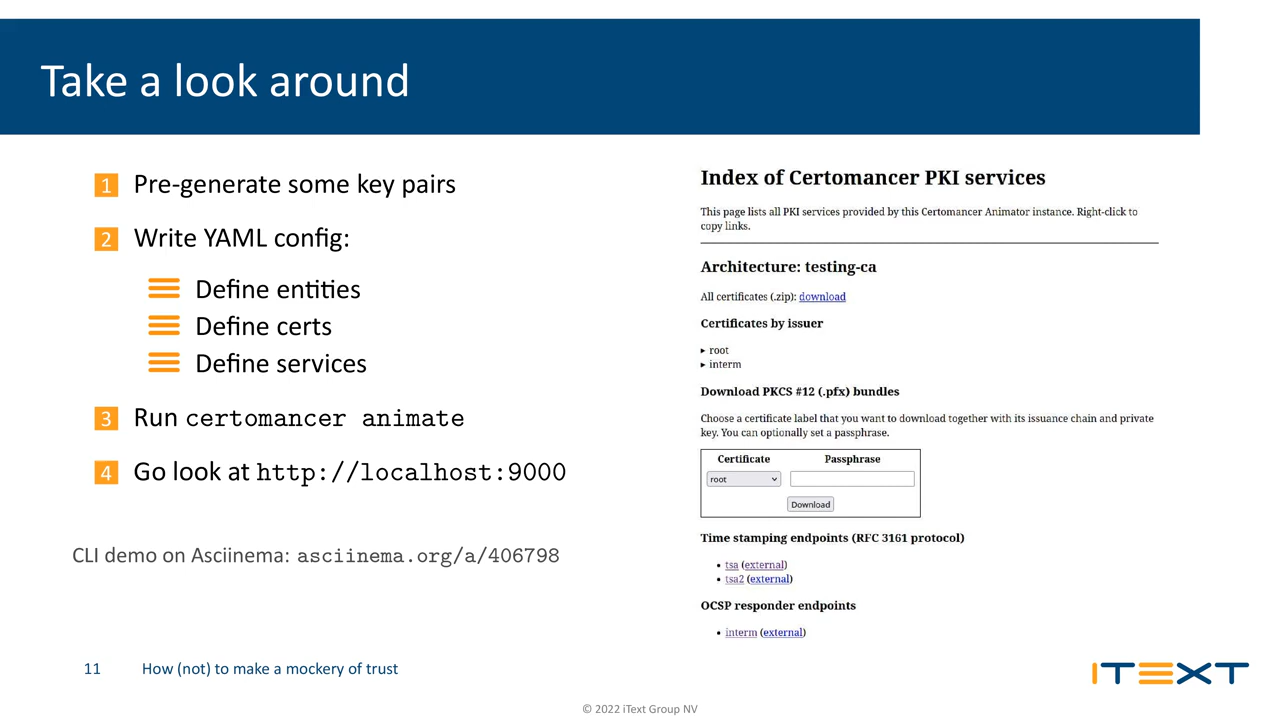 Take a look around
1 Pre-generate some key pairs
2 Write YAML config:
Define entities
Define certs
Define services
3 Run certomancer animate
4 Go look at http://localhost:9000
CLI demo on Asciinema: asciinema.org/a/406798
Index of Certomancer PKI services
This page lists all PKI services provided by this Certomancer Animator instance. Right-click to
copy links.
Architecture: testing-ca
All certificates (.zip): download
Certificates by issuer
▸ root
▸ interm
Download PKCS #12 (.pfx) bundles
Choose a certificate label that you want to download together with its issuance chain and private
key. You can optionally set a passphrase.
Certificate Passphrase
root
Download
Time stamping endpoints (RFC 3161 protocol)
• tsa (external)
• tsa2 (external)
OCSP responder endpoints
• interm (external)
11 How (not) to make a mockery of trust
ITEXT
© 2022 iText Group NV